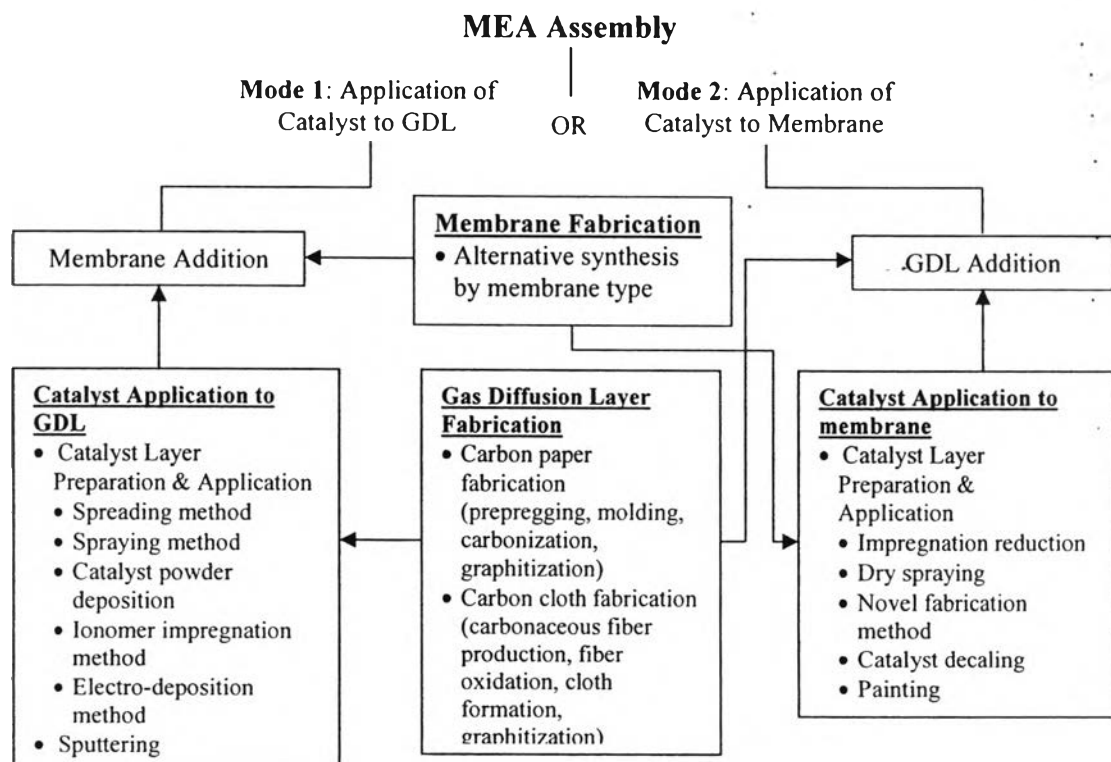 MEA Assembly
Mode 1: Application of
Catalyst to GDL
OR
Mode 2: Application of
Catalyst to Membrane
Membrane Addition
Membrane Fabrication
• Alternative synthesis
by membrane type
GDL Addition
Catalyst Application to
GDL
• Catalyst Layer
Preparation & Application
• Spreading method
• Spraying method
• Catalyst powder
deposition
• Ionomer impregnation
method
• Electro-deposition
method
• Sputtering
Gas Diffusion Layer
Fabrication
• Carbon paper
fabrication
(prepregging, molding,
carbonization,
graphitization)
• Carbon cloth fabrication
(carbonaceous fiber
production, fiber
oxidation, cloth
formation,
graphitization)
Catalyst Application to
membrane
• Catalyst Layer
Preparation &
Application
• Impregnation reduction
• Dry spraying
• Novel fabrication
method
• Catalyst decaling
• Painting